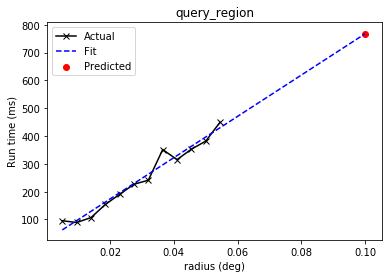 query_region
Actual
Fit
Predicted
Run time (ms)
800
700
600
500
400
300
200
100
0.02
0.04
0.06
0.08
0.10
radius (deg)